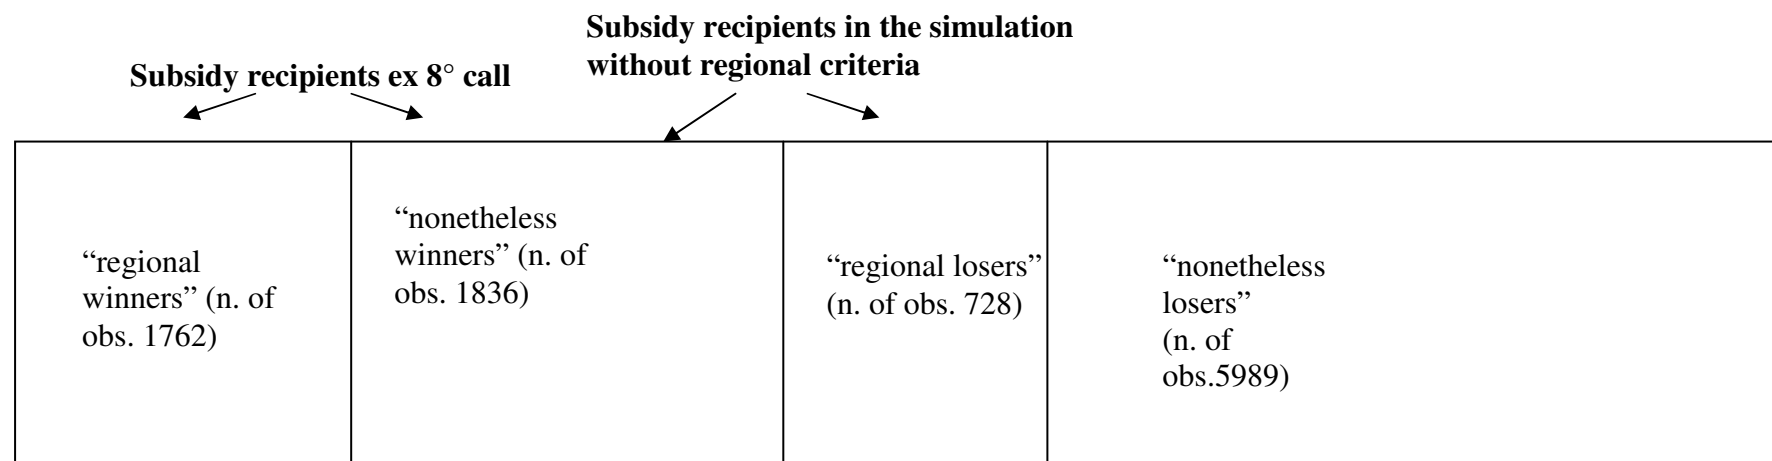 Subsidy recipients in the simulation
without regional criteria
Subsidy recipients ex 8° call
“regional
winners” (n. of
obs. 1762)
“nonetheless
winners” (n. of
obs. 1836)
“regional losers”
(n. of obs. 728)
“nonetheless
losers”
(n. of
obs.5989)